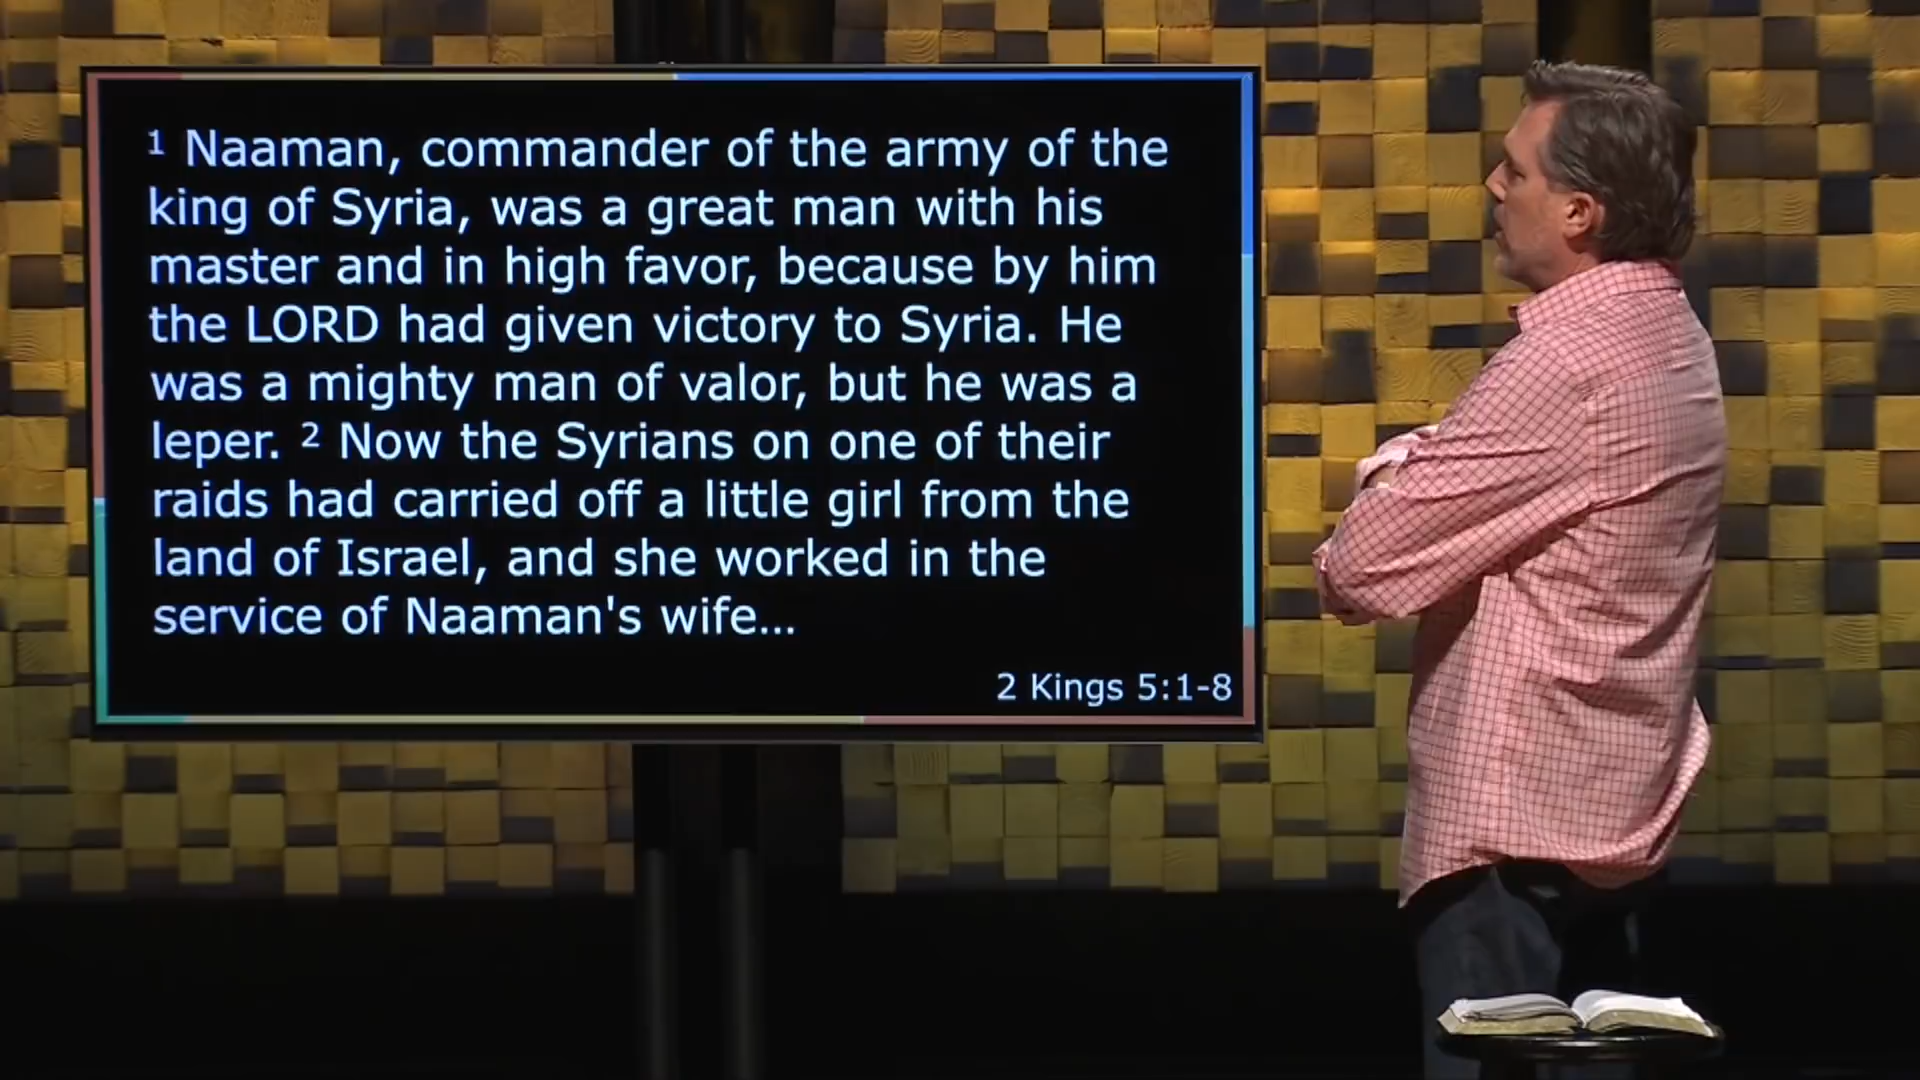 1 Naaman, commander of the army of the
king of Syria, was a great man with his
master and in high favor, because by him
the LORD had given victory to Syria. He
was a mighty man of valor, but he was a
leper. 2 Now the Syrians on one of their
raids had carried off a little girl from the
land of Israel, and she worked in the
service of Naaman's wife...
2 Kings 5:1-8